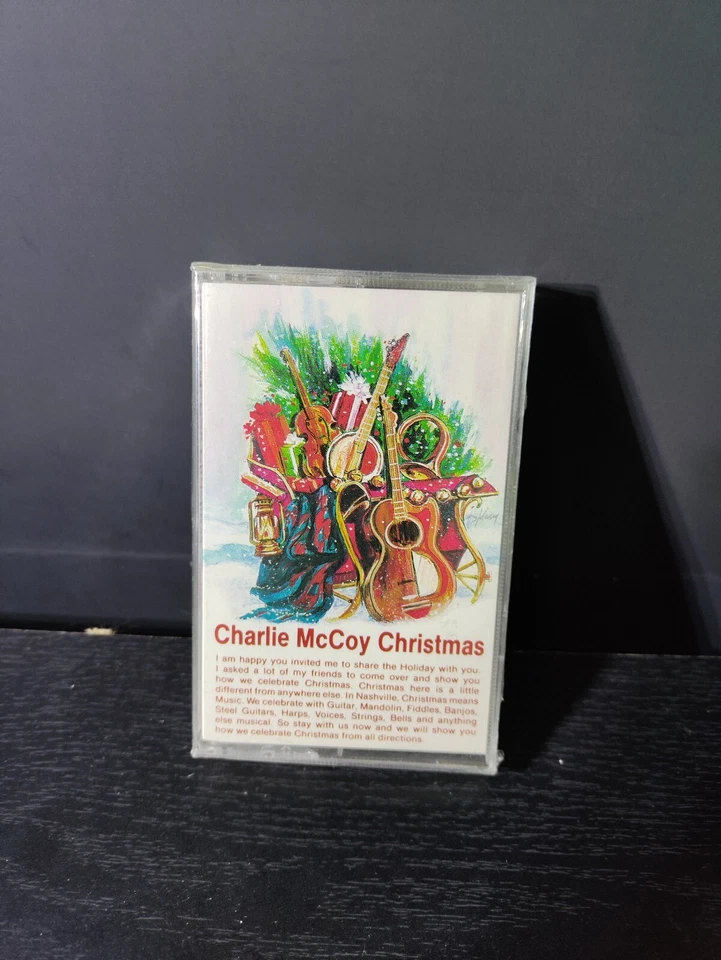 Charlie McCoy Christmas
I am happy you invited me to share the Holiday with you.
I asked a lot of my friends to come over and show you
how we celebrate Christmas. Christmas here is a little
different from anywhere else. In Nashville, Christmas means
Music. We celebrate with Guitar, Mandolin, Fiddles, Banjos,
Steel Guitars, Harps, Voices, Strings, Bells and anything
else musical. So stay with us now and we will show you
how we celebrate Christmas from all directions.